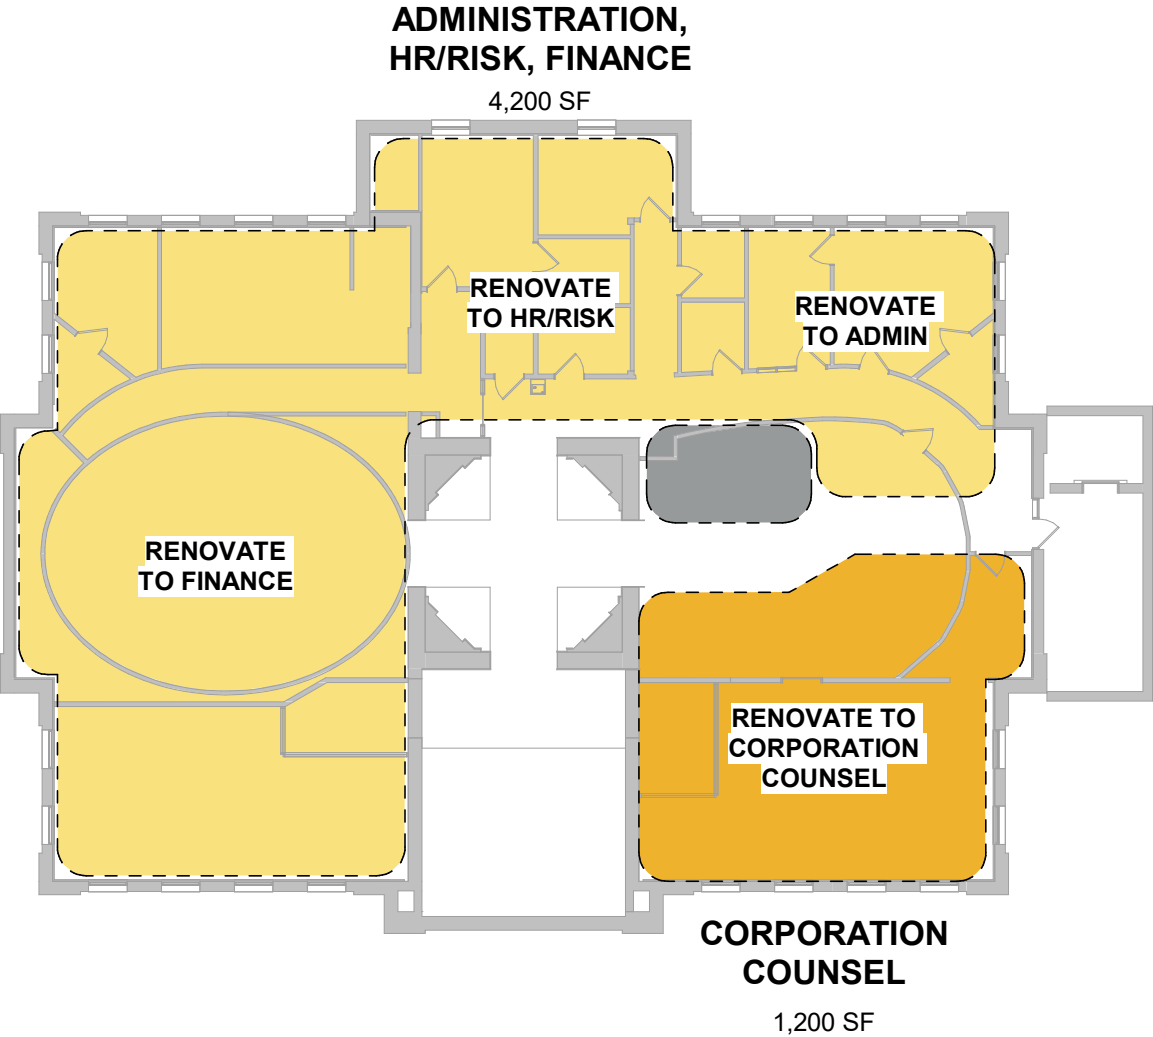 ADMINISTRATION,
HR/RISK, FINANCE
4,200 SF
RENOVATE
TO HR/RISK
RENOVATE
TO ADMIN
RENOVATE
TO FINANCE
RENOVATE TO
CORPORATION
COUNSEL
CORPORATION
COUNSEL
1,200 SF